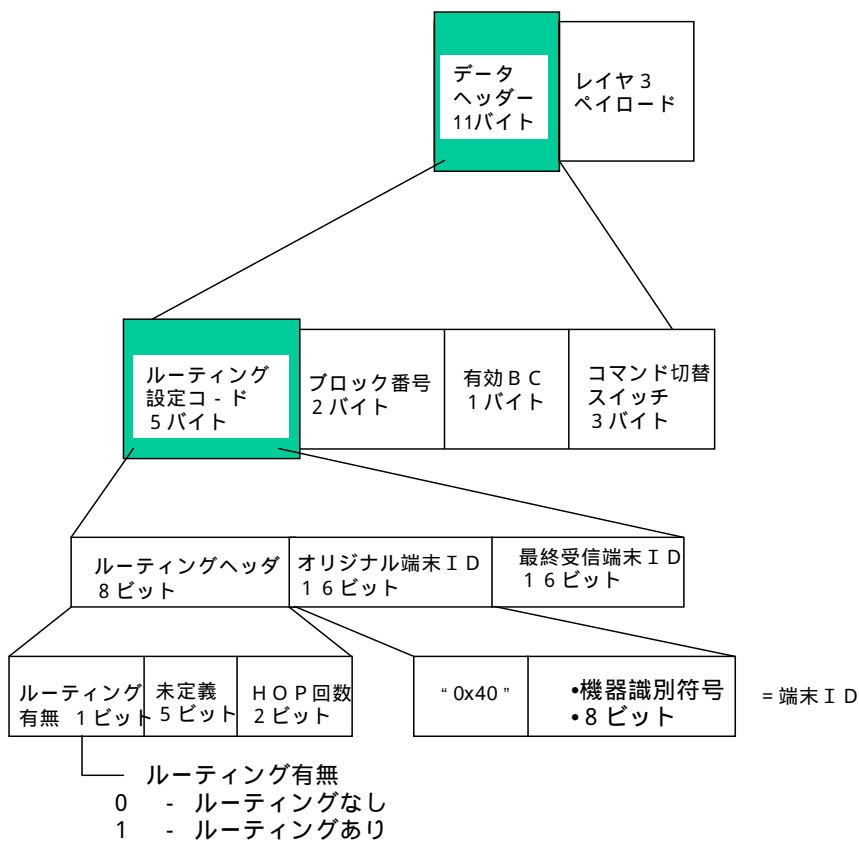 データ
ヘッダー
11バイト
レイヤ３
ペイロード
ルーティング
設定コ‐ド
５バイト
ブロック番号
２バイト
有効ＢＣ
１バイト
コマンド切替
スイッチ
３バイト
ルーティングヘッダ
８ビット
オリジナル端末ＩＤ
１６ビット
最終受信端末ＩＤ
１６ビット
ルーティング
有無 １ビット
未定義
５ビット
ＨＯＰ回数
２ビット
“0x40”
•機器識別符号
•８ビット
=端末ＩＤ
ルーティング有無
0 - ルーティングなし
1 - ルーティングあり